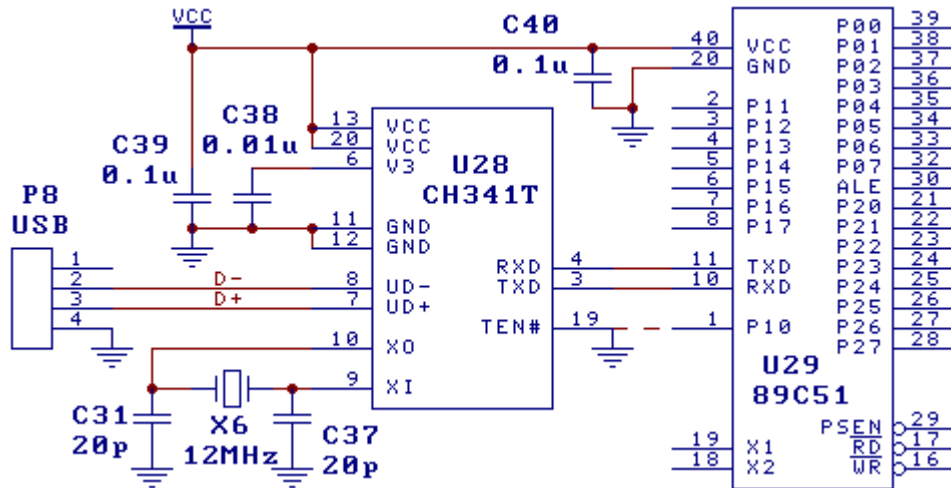 VCC
C40
0.1u
C39
0.1u
C38
0.01u
P8
USB
1
2
3
4
D-
D+
13 VCC
20 VCC
6 V3
11 GND
12 GND
8 UD-
7 UD+
10 XO
9 XI
U28
CH341T
RXD 4
TXD 3
TEN# 19
C31
20p
X6
12MHz
C37
20p
40 VCC
20 GND
2 P11
3 P12
4 P13
5 P14
6 P15
7 P16
8 P17
11 TXD
10 RXD
1 P10
U29
89C51
19 X1
18 X2
P00 39
P01 38
P02 37
P03 36
P04 35
P05 34
P06 33
P07 32
ALE 30
P20 21
P21 22
P22 23
P23 24
P24 25
P25 26
P26 27
P27 28
PSEN 29
RD 17
WR 16